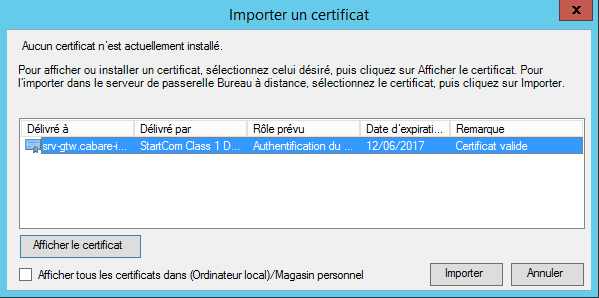 Importer un certificat
x
Aucun certificat n'est actuellement installé.
Pour afficher ou installer un certificat, sélectionnez celui désiré, puis cliquez sur Afficher le certificat. Pour
l'importer dans le serveur de passerelle Bureau à distance, sélectionnez le certificat, puis cliquez sur Importer.
Délivré à Délivré par Rôle prévu Date d'expirati... Remarque
srv-gtw.cabare-i... StartCom Class 1 D... Authentification du ... 12/06/2017 Certificat valide
Afficher le certificat
Afficher tous les certificats dans (Ordinateur local)/Magasin personnel
Importer
Annuler